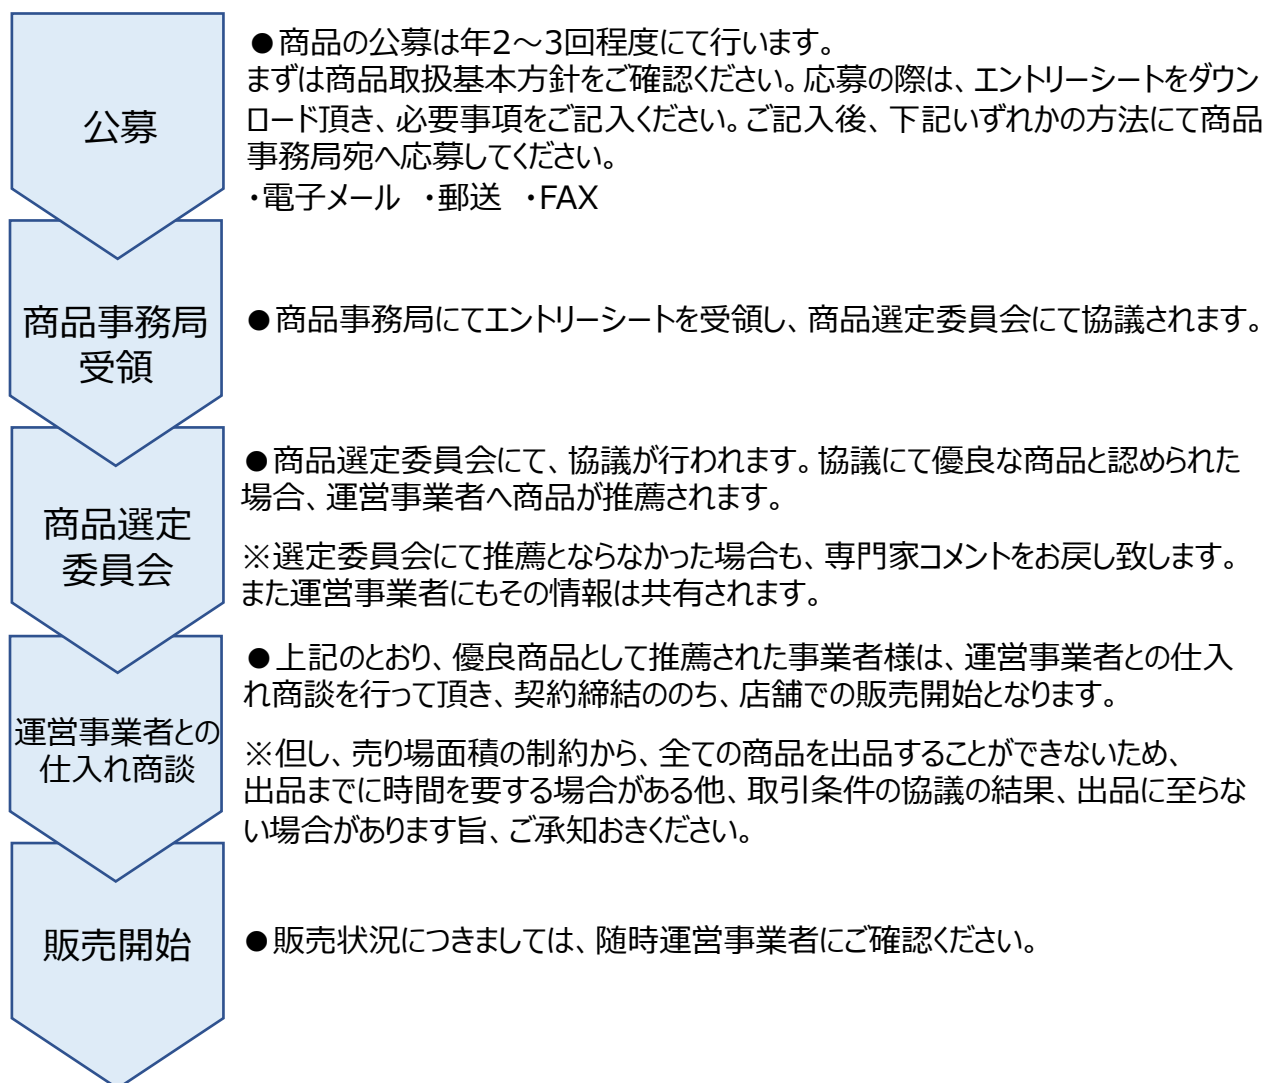 公募
●商品の公募は年2～3回程度にて行います。
まずは商品取扱基本方針をご確認ください。応募の際は、エントリーシートをダウン
ロード頂き、必要事項をご記入ください。ご記入後、下記いずれかの方法にて商品
事務局宛へ応募してください。
・電子メール　・郵送　・FAX
商品事務局
受領
●商品事務局にてエントリーシートを受領し、商品選定委員会にて協議されます。
商品選定
委員会
●商品選定委員会にて、協議が行われます。協議にて優良な商品と認められた
場合、運営事業者へ商品が推薦されます。
※選定委員会にて推薦とならなかった場合も、専門家コメントをお戻し致します。
また運営事業者にもその情報は共有されます。
運営事業者との
仕入れ商談
●上記のとおり、優良商品として推薦された事業者様は、運営事業者との仕入
れ商談を行って頂き、契約締結ののち、店舗での販売開始となります。
※但し、売り場面積の制約から、全ての商品を出品することができないため、
出品までに時間を要する場合がある他、取引条件の協議の結果、出品に至らな
い場合があります旨、ご承知おきください。
販売開始
●販売状況につきましては、随時運営事業者にご確認ください。